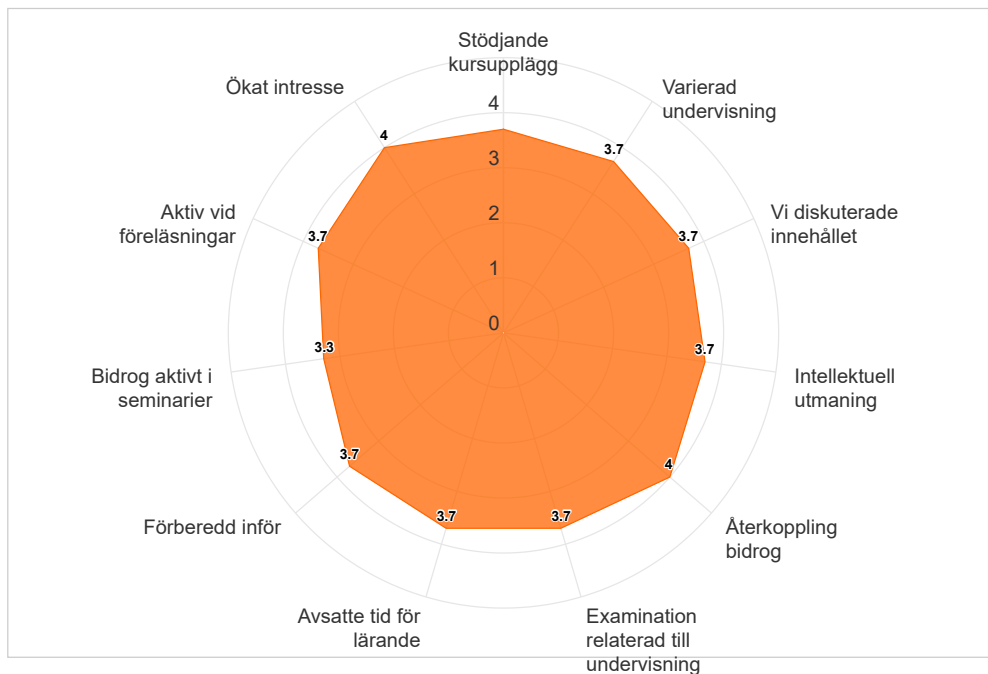 Stödjande
kursupplägg
Ökat intresse
Varierad
undervisning
4
4
3.7
3
Aktiv vid
föreläsningar
Vi diskuterade
innehållet
3.7
3.7
2
1
0
3.3
3.7
Bidrog aktivt i
seminarier
Intellektuell
utmaning
3.7
4
Förberedd inför
Återkoppling
bidrog
3.7
3.7
Avsatte tid för
lärande
Examination
relaterad till
undervisning